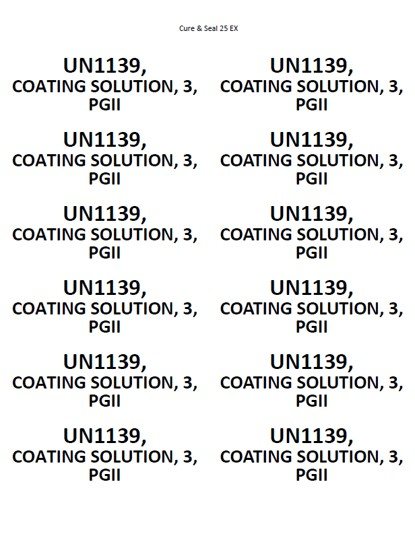 Cure & Seal 25 EX
UN1139,
COATING SOLUTION, 3,
PGII
UN1139,
COATING SOLUTION, 3,
PGII
UN1139,
COATING SOLUTION, 3,
PGII
UN1139,
COATING SOLUTION, 3,
PGII
UN1139,
COATING SOLUTION, 3,
PGII
UN1139,
COATING SOLUTION, 3,
PGII
UN1139,
COATING SOLUTION, 3,
PGII
UN1139,
COATING SOLUTION, 3,
PGII
UN1139,
COATING SOLUTION, 3,
PGII
UN1139,
COATING SOLUTION, 3,
PGII
UN1139,
COATING SOLUTION, 3,
PGII
UN1139,
COATING SOLUTION, 3,
PGII